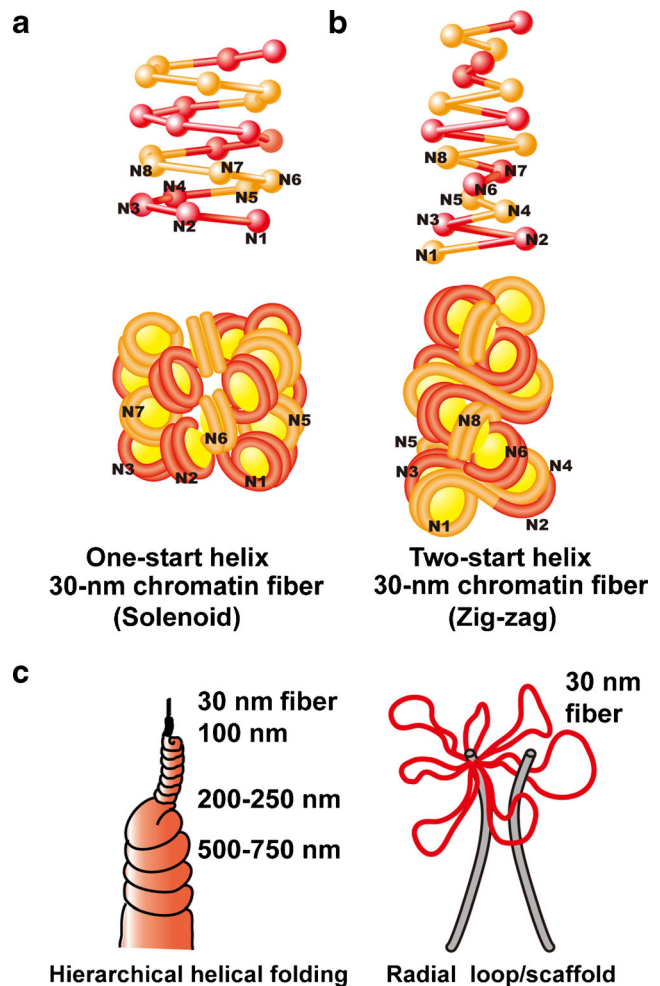 a
N8
N7
N6
N4
N5
N3
N2
N1
N7
N6
N5
N3
N2
N1
One-start helix
30-nm chromatin fiber
(Solenoid)
b
N8
N7
N6
N5
N4
N3
N1
N2
N8
N5
N6
N3
N4
N1
N2
Two-start helix
30-nm chromatin fiber
(Zig-zag)
c
30 nm fiber
100 nm
200-250 nm
500-750 nm
Hierarchical helical folding
30 nm
fiber
Radial loop/scaffold